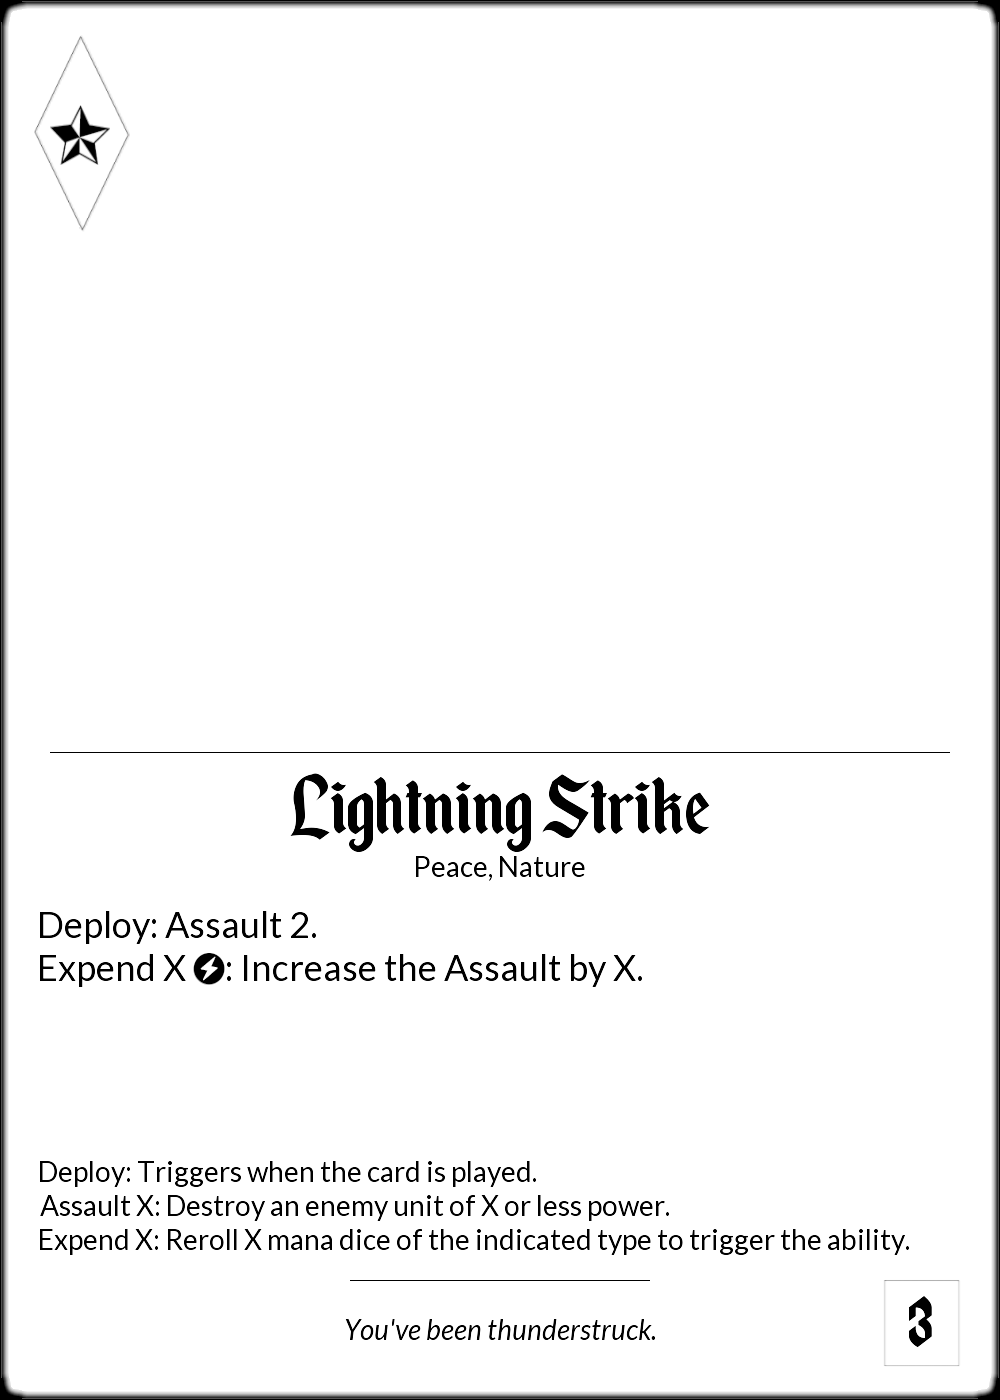 Lightning Strike
Peace, Nature
Deploy: Assault 2.
Expend X : Increase the Assault by X.
Deploy: Triggers when the card is played.
Assault X: Destroy an enemy unit of X or less power.
Expend X: Reroll X mana dice of the indicated type to trigger the ability.
You've been thunderstruck.
3